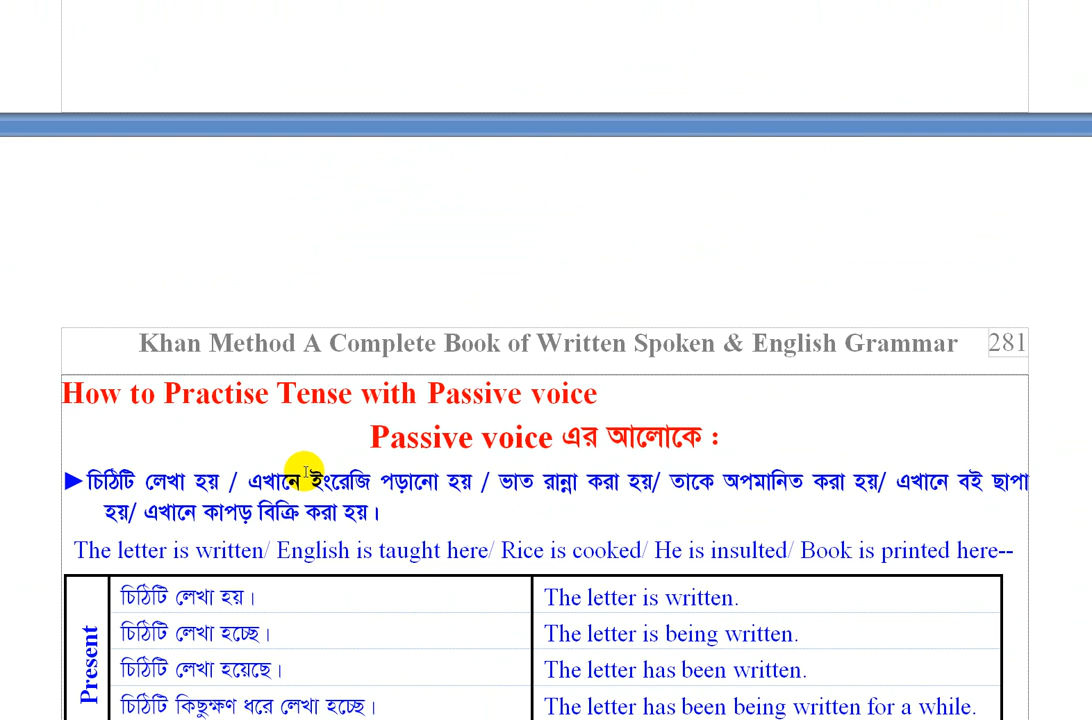 Khan Method A Complete Book of Written Spoken & English Grammar 281
How to Practise Tense with Passive voice
Passive voice এর আলোকে :
►চিঠিটি লেখা হয় / এখানে ইংরেজি পড়ানো হয় / ভাত রান্না করা হয়/ তাকে অপমানিত করা হয়/ এখানে বই ছাপা
হয়/ এখানে কাপড় বিক্রি করা হয়।
The letter is written/ English is taught here/ Rice is cooked/ He is insulted/ Book is printed here--
Present
চিঠিটি লেখা হয়। The letter is written.
চিঠিটি লেখা হচ্ছে। The letter is being written.
চিঠিটি লেখা হয়েছে। The letter has been written.
চিঠিটি কিছুক্ষণ ধরে লেখা হচ্ছে। The letter has been being written for a while.